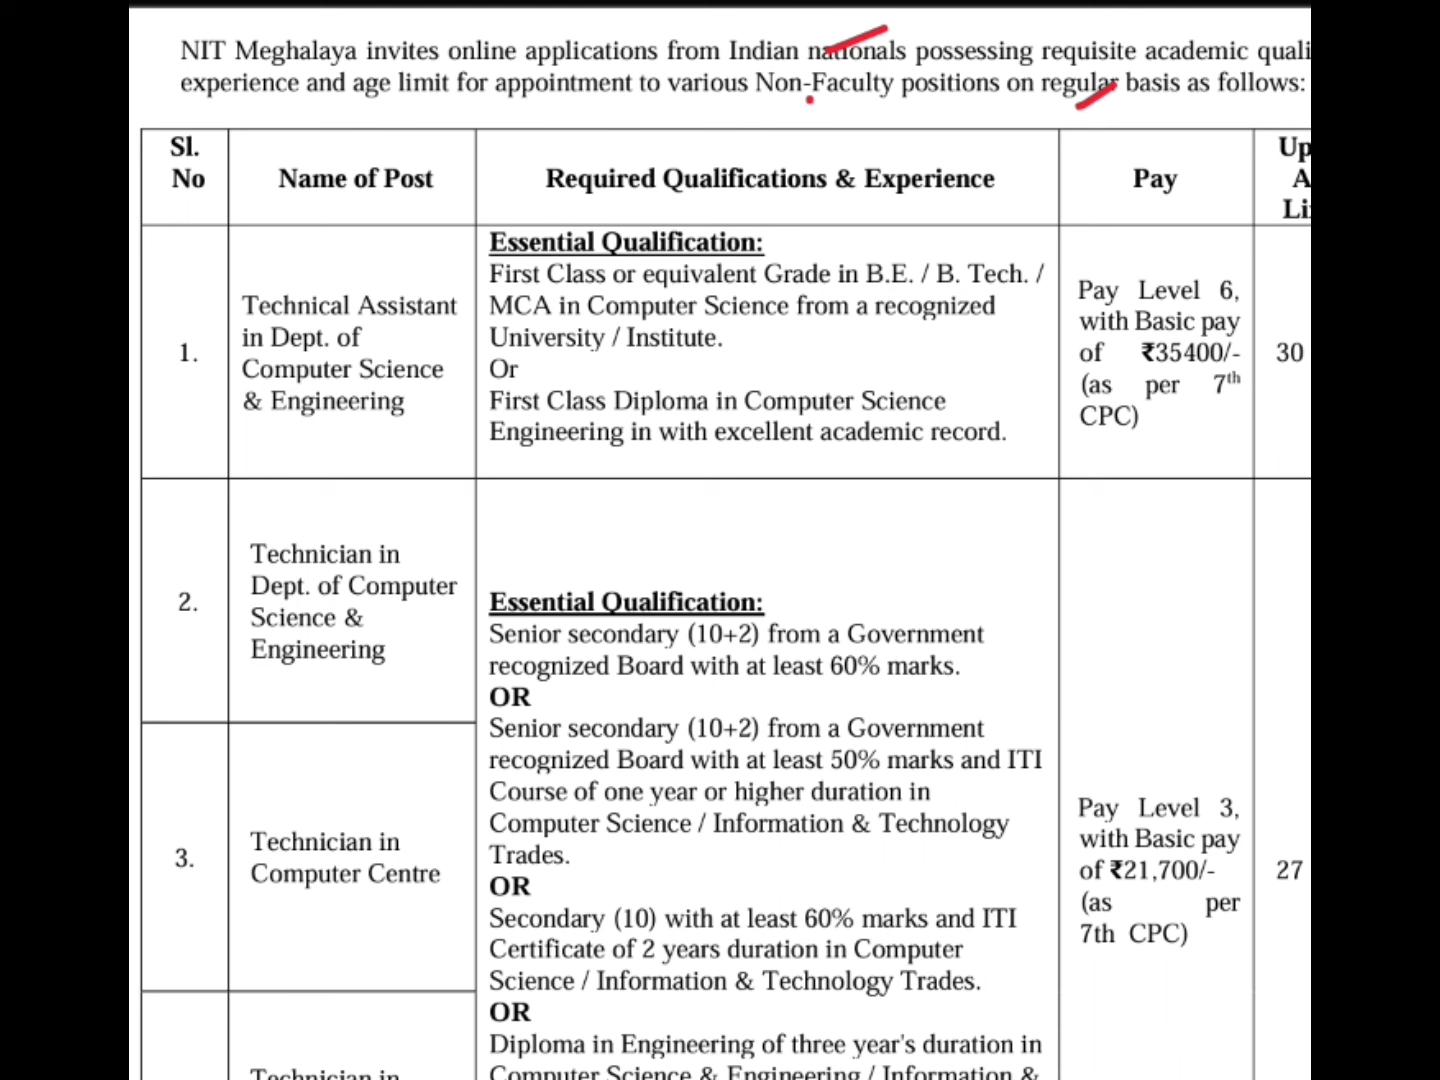 NIT Meghalaya invites online applications from Indian nationals possessing requisite academic quali
experience and age limit for appointment to various Non-Faculty positions on regular basis as follows:
Sl.
No
Name of Post
Required Qualifications & Experience
Pay
Up
A
Li
1.
Technical Assistant
in Dept. of
Computer Science
& Engineering
Essential Qualification:
First Class or equivalent Grade in B.E. / B. Tech. /
MCA in Computer Science from a recognized
University / Institute.
Or
First Class Diploma in Computer Science
Engineering in with excellent academic record.
Pay Level 6,
with Basic pay
of ₹35400/-
(as per 7th
CPC)
30
2.
Technician in
Dept. of Computer
Science &
Engineering
3.
Technician in
Computer Centre
Technician in
Essential Qualification:
Senior secondary (10+2) from a Government
recognized Board with at least 60% marks.
OR
Senior secondary (10+2) from a Government
recognized Board with at least 50% marks and ITI
Course of one year or higher duration in
Computer Science / Information & Technology
Trades.
OR
Secondary (10) with at least 60% marks and ITI
Certificate of 2 years duration in Computer
Science / Information & Technology Trades.
OR
Diploma in Engineering of three year's duration in
Computer Science & Engineering / Information &
Pay Level 3,
with Basic pay
of ₹21,700/-
(as per
7th CPC)
27